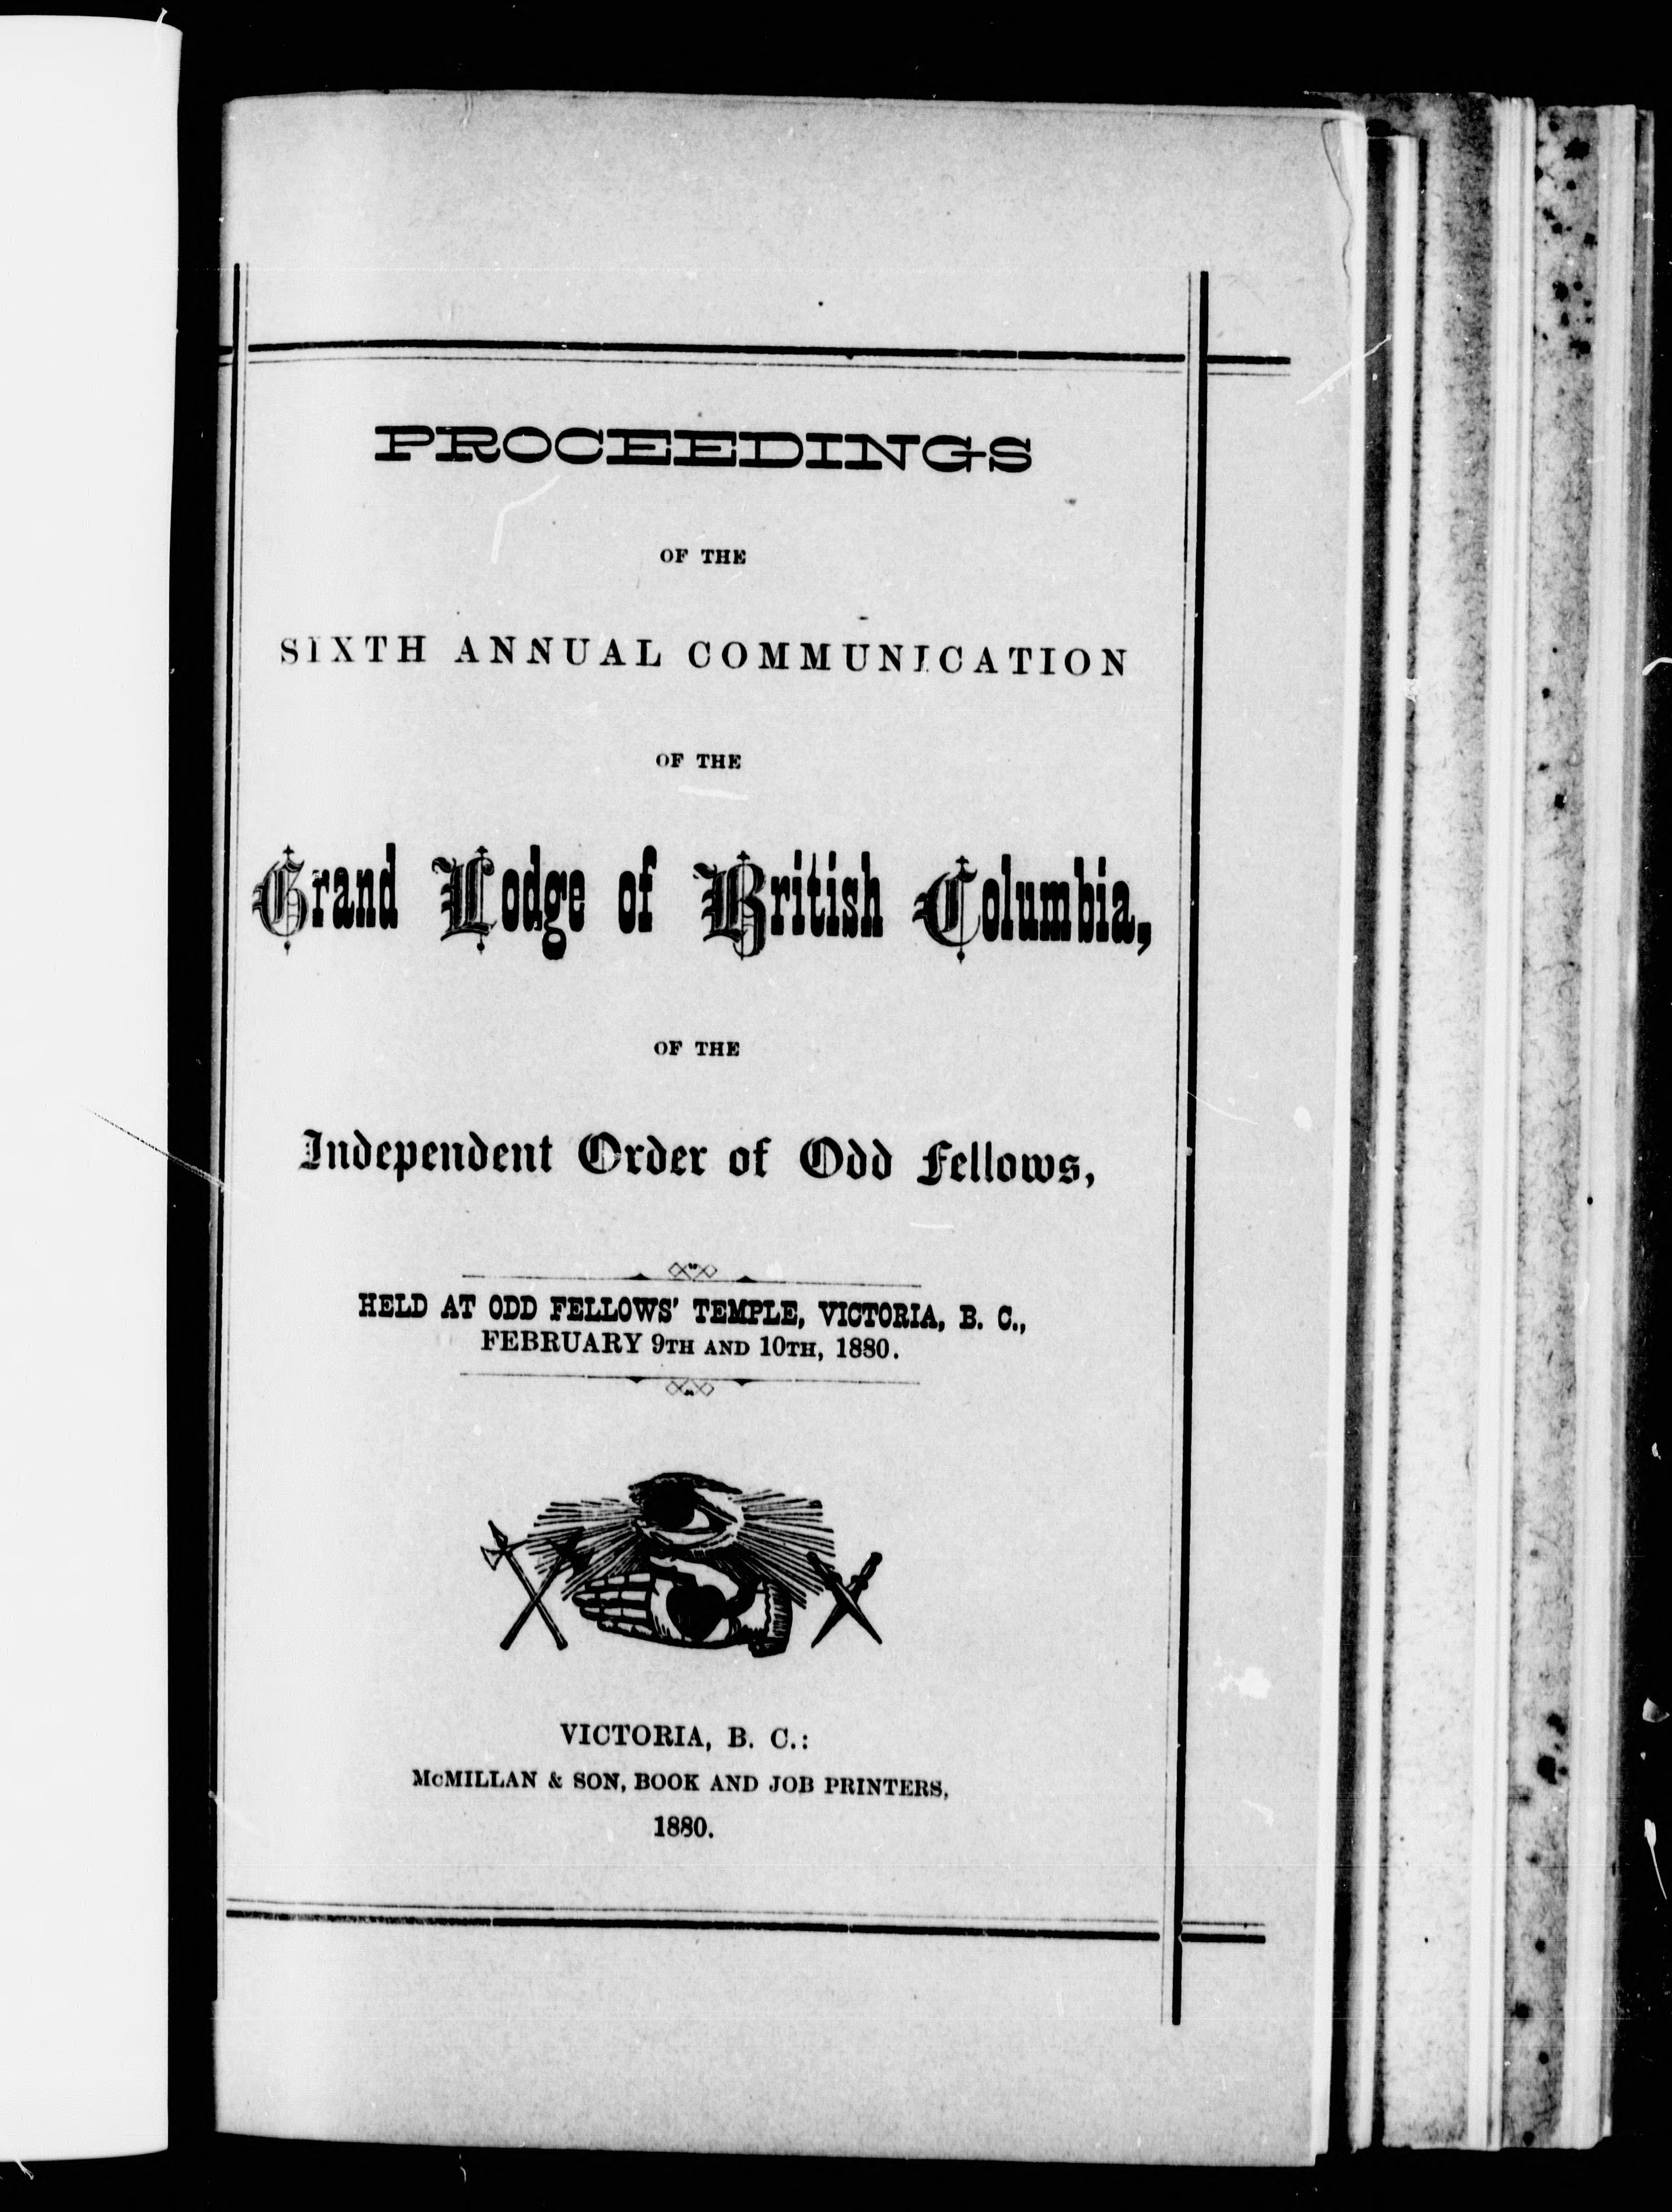 PROCEEDINGS
OF THE
SIXTH ANNUAL COMMUNICATION
OF THE
Grand Lodge of British Columbia,
OF THE
Independent Order of Odd Fellows,
HELD AT ODD FELLOWS' TEMPLE, VICTORIA, B. C.,
FEBRUARY 9TH AND 10TH, 1880.
VICTORIA, B. C.:
McMILLAN & SON, BOOK AND JOB PRINTERS,
1880.